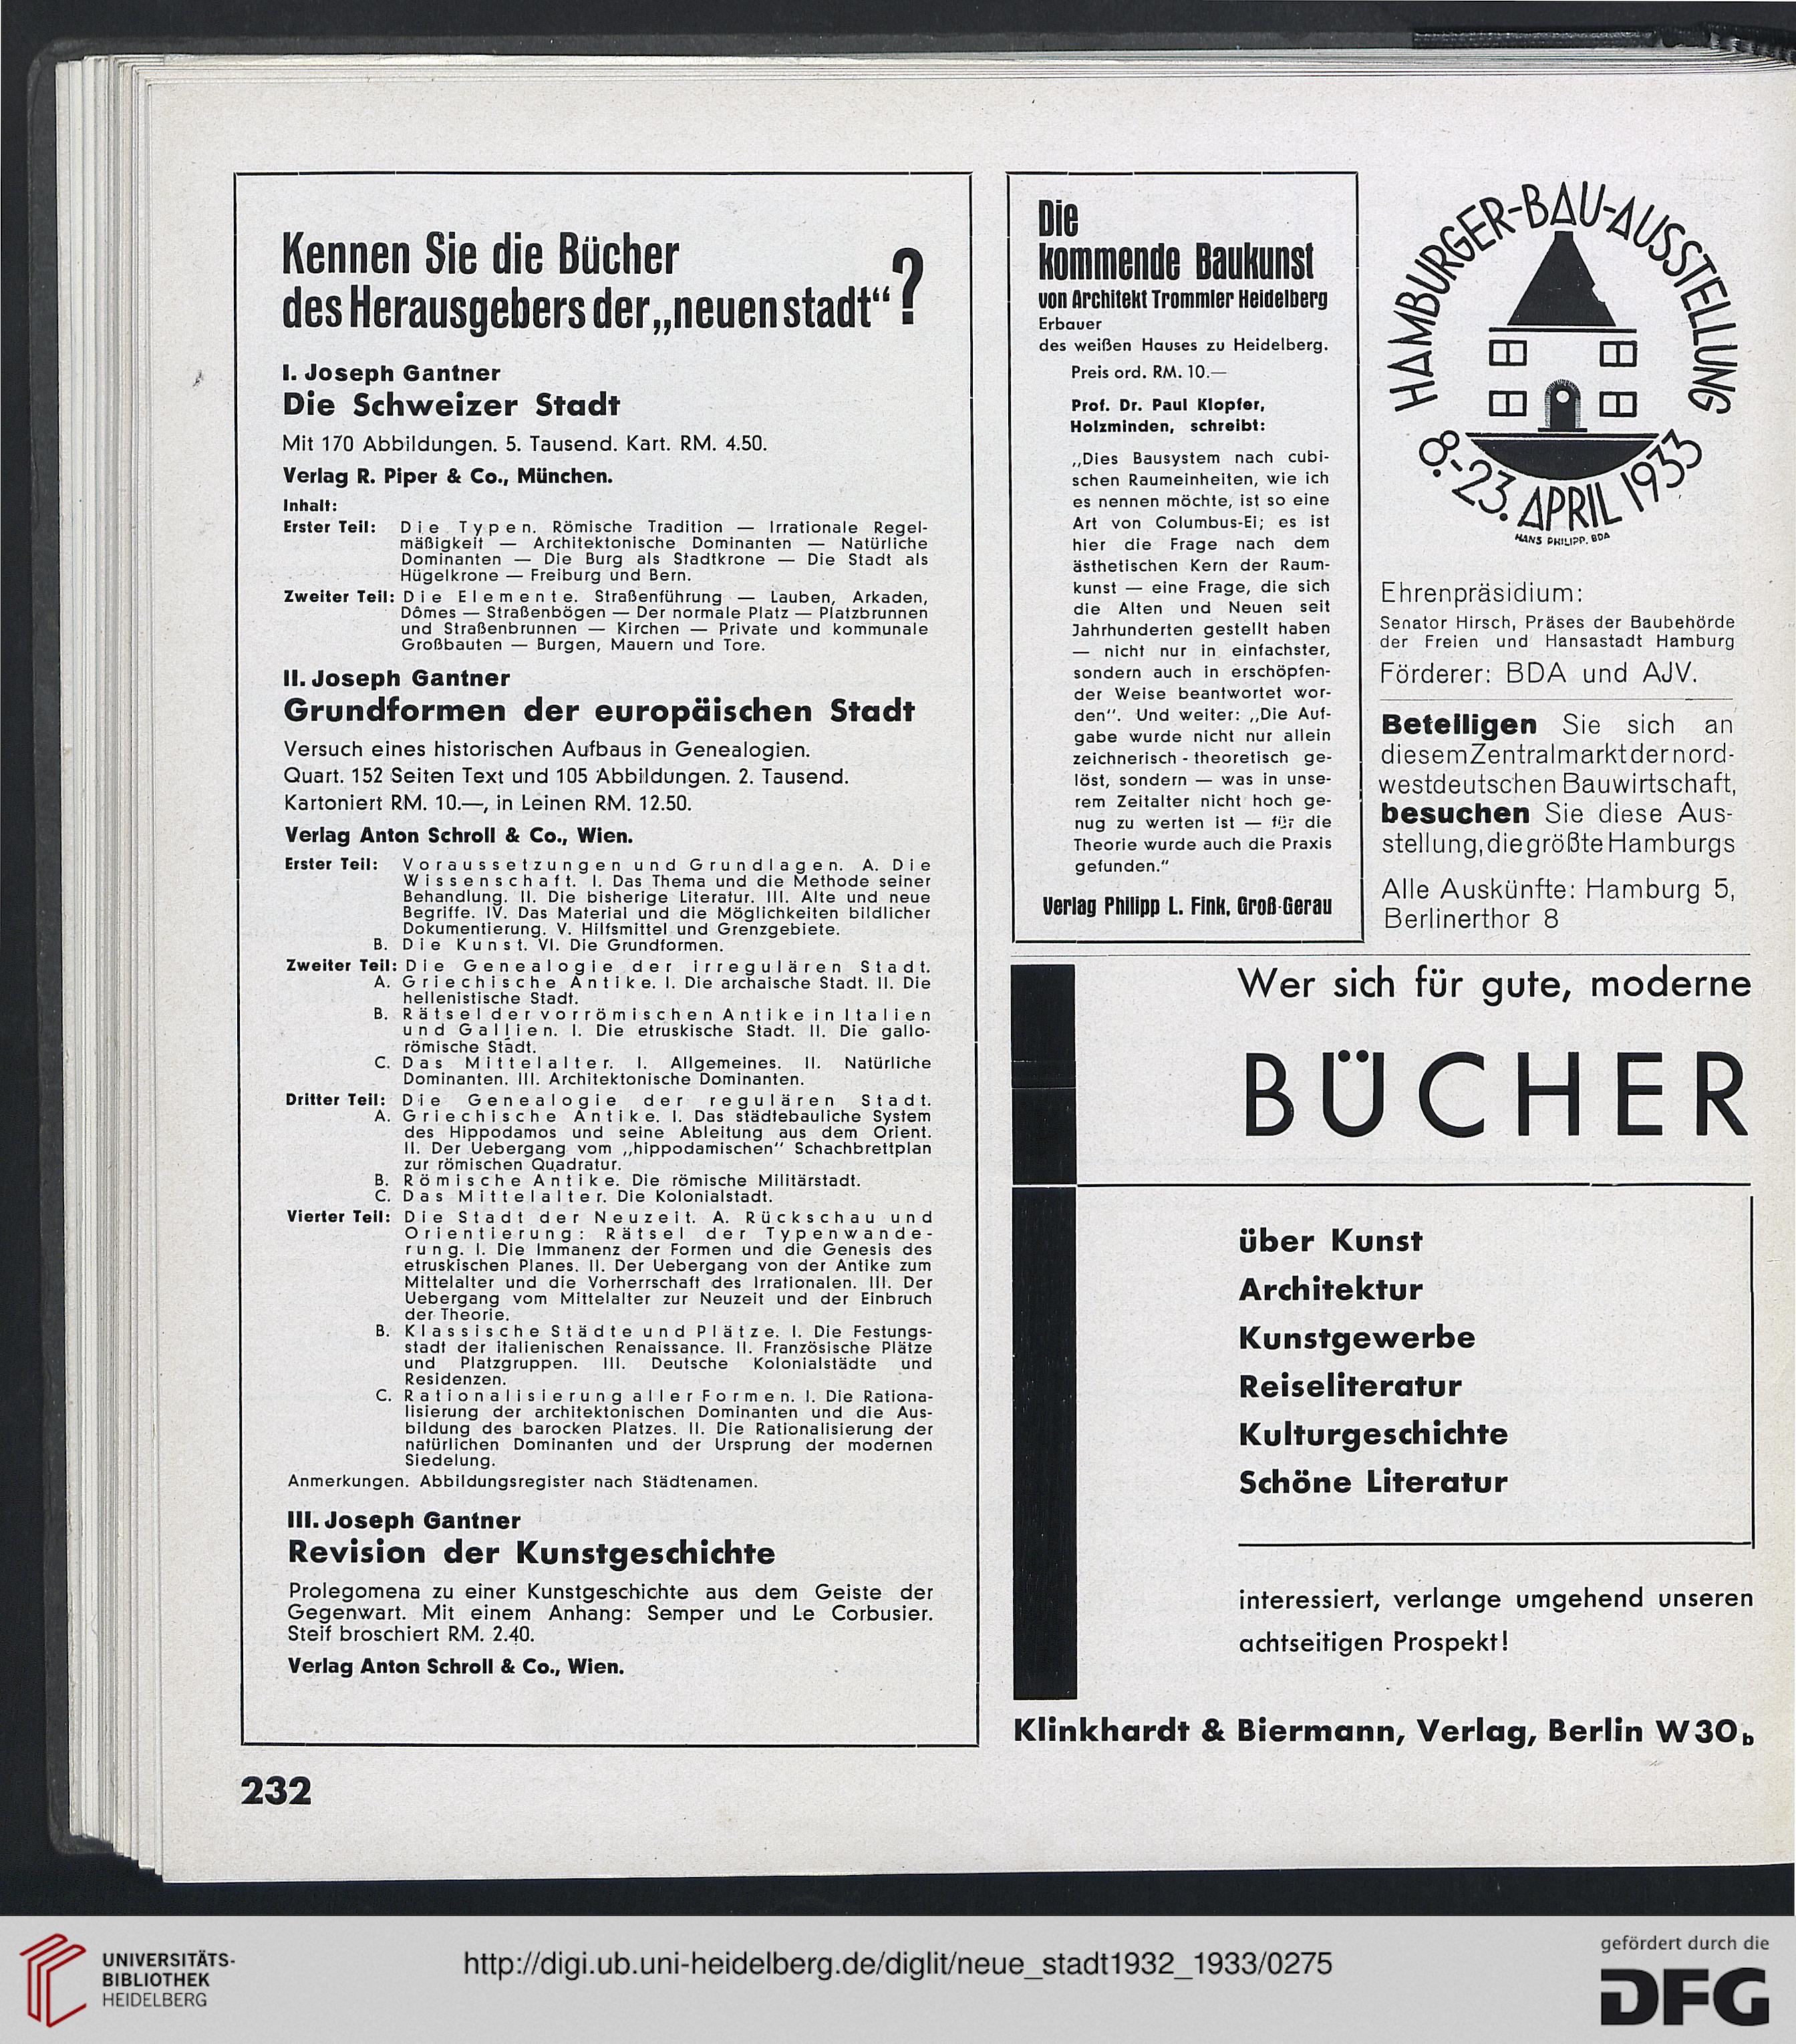 Kennen Sie die Bücher
des Herausgebers der „neuen stadt“ ?
I. Joseph Gantner
Die Schweizer Stadt
Mit 170 Abbildungen. 5. Tausend. Kart. RM. 4.50.
Verlag R. Piper & Co., München.
Inhalt:
Erster Teil: Die Typen. Römische Tradition — Irrationale Regel-
mäßigkeit — Architektonische Dominanten — Natürliche
Dominanten — Die Burg als Stadtkrone — Die Stadt als
Hügelkrone — Freiburg und Bern.
Zweiter Teil: Die Elemente. Straßenführung — Lauben, Arkaden,
Dômes — Straßenbögen — Der normale Platz — Platzbrunnen
und Straßenbrunnen — Kirchen — Private und kommunale
Großbauten — Burgen, Mauern und Tore.
II. Joseph Gantner
Grundformen der europäischen Stadt
Versuch eines historischen Aufbaus in Genealogien.
Quart. 152 Seiten Text und 105 Abbildungen. 2. Tausend.
Kartoniert RM. 10.—, in Leinen RM. 12.50.
Verlag Anton Schroll & Co., Wien.
Erster Teil: Voraussetzungen und Grundlagen. A. Die
Wissenschaft. I. Das Thema und die Methode seiner
Behandlung. II. Die bisherige Literatur. III. Alte und neue
Begriffe. IV. Das Material und die Möglichkeiten bildlicher
Dokumentierung. V. Hilfsmittel und Grenzgebiete.
B. Die Kunst. VI. Die Grundformen.
Zweiter Teil: Die Genealogie der irregulären Stadt.
A. Griechische Antike. I. Die archaische Stadt. II. Die
hellenistische Stadt.
B. Rätsel der vorrömischen Antike in Italien
und Gallien. I. Die etruskische Stadt. II. Die gallo-
römische Stadt.
C. Das Mittelalter. I. Allgemeines. II. Natürliche
Dominanten. III. Architektonische Dominanten.
Dritter Teil: Die Genealogie der regulären Stadt.
A. Griechische Antike. I. Das städtebauliche System
des Hippodamos und seine Ableitung aus dem Orient.
II. Der Uebergang vom „hippodamischen“ Schachbrettplan
zur römischen Quadratur.
B. Römische Antike. Die römische Militärstadt.
C. Das Mittelalter. Die Kolonialstadt.
Vierter Teil: Die Stadt der Neuzeit. A. Rückschau und
Orientierung: Rätsel der Typenwande-
rung. I. Die Immanenz der Formen und die Genesis des
etruskischen Planes. II. Der Uebergang von der Antike zum
Mittelalter und die Vorherrschaft des Irrationalen. III. Der
Uebergang vom Mittelalter zur Neuzeit und der Einbruch
der Theorie.
B. Klassische Städte und Plätze. I. Die Festungs-
stadt der italienischen Renaissance. II. Französische Plätze
und Platzgruppen. III. Deutsche Kolonialstädte und
Residenzen.
C. Rationalisierung aller Formen. I. Die Rationa-
lisierung der architektonischen Dominanten und die Aus-
bildung des barocken Platzes. II. Die Rationalisierung der
natürlichen Dominanten und der Ursprung der modernen
Siedelung.
Anmerkungen. Abbildungsregister nach Städtenamen.
III. Joseph Gantner
Revision der Kunstgeschichte
Prolegomena zu einer Kunstgeschichte aus dem Geiste der
Gegenwart. Mit einem Anhang: Semper und Le Corbusier.
Steif broschiert RM. 2.40.
Verlag Anton Schroll & Co., Wien.
232
Die
kommende Baukunst
von Architekt Trommler Heidelberg
Erbauer
des weißen Hauses zu Heidelberg.
Preis ord. RM. 10.—
Prof. Dr. Paul Klopfer,
Holzminden, schreibt:
„Dies Bausystem nach cubi-
schen Raumeinheiten, wie ich
es nennen möchte, ist so eine
Art von Columbus-Ei; es ist
hier die Frage nach dem
ästhetischen Kern der Raum-
kunst — eine Frage, die sich
die Alten und Neuen seit
Jahrhunderten gestellt haben
— nicht nur in einfachster,
sondern auch in erschöpfen-
der Weise beantwortet wor-
den“. Und weiter: „Die Auf-
gabe wurde nicht nur allein
zeichnerisch - theoretisch ge-
löst, sondern — was in unse-
rem Zeitalter nicht hoch ge-
nug zu werten ist — für die
Theorie wurde auch die Praxis
gefunden.“
Verlag Philipp L. Fink, Groß-Gerau
HAMBURGER-BAU-AUSSTELLUNG
8.-23. APRIL 1933
HANS PHILIPP. BDA
Ehrenpräsidium:
Senator Hirsch, Präses der Baubehörde
der Freien und Hansastadt Hamburg
Förderer: BDA und AJV.
Beteiligen Sie sich an
diesem Zentralmarkt der nord-
westdeutschen Bauwirtschaft,
besuchen Sie diese Aus-
stellung, die größte Hamburgs
Alle Auskünfte: Hamburg 5,
Berlinerthor 8
Wer sich für gute, moderne
BÜCHER
über Kunst
Architektur
Kunstgewerbe
Reiseliteratur
Kulturgeschichte
Schöne Literatur
interessiert, verlange umgehend unseren
achtseitigen Prospekt!
Klinkhardt & Biermann, Verlag, Berlin W 30 b
UNIVERSITÄTS-
BIBLIOTHEK
HEIDELBERG
http://digi.ub.uni-heidelberg.de/diglit/neue_stadt1932_1933/0275
gefördert durch die
DFG